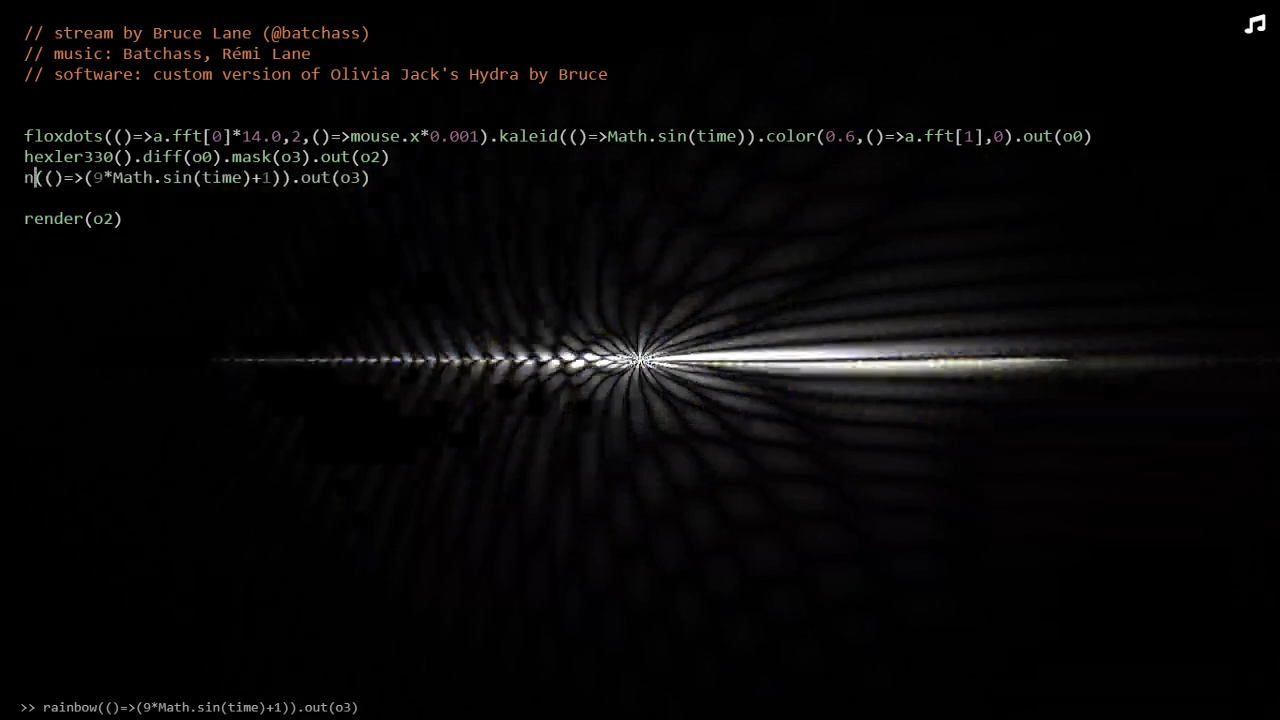 // stream by Bruce Lane (@batchass)
// music: Batchass, Rémi Lane
// software: custom version of Olivia Jack's Hydra by Bruce
floxdots(()=>a.fft[0]*14.0,2,()=>mouse.x*0.001).kaleid(()=>Math.sin(time)).color(0.6,()=>a.fft[1],0).out(o0)
hexler330().diff(o0).mask(o3).out(o2)
n(()=>(9*Math.sin(time)+1)).out(o3)
render(o2)
>> rainbow(()=>(9*Math.sin(time)+1)).out(o3)